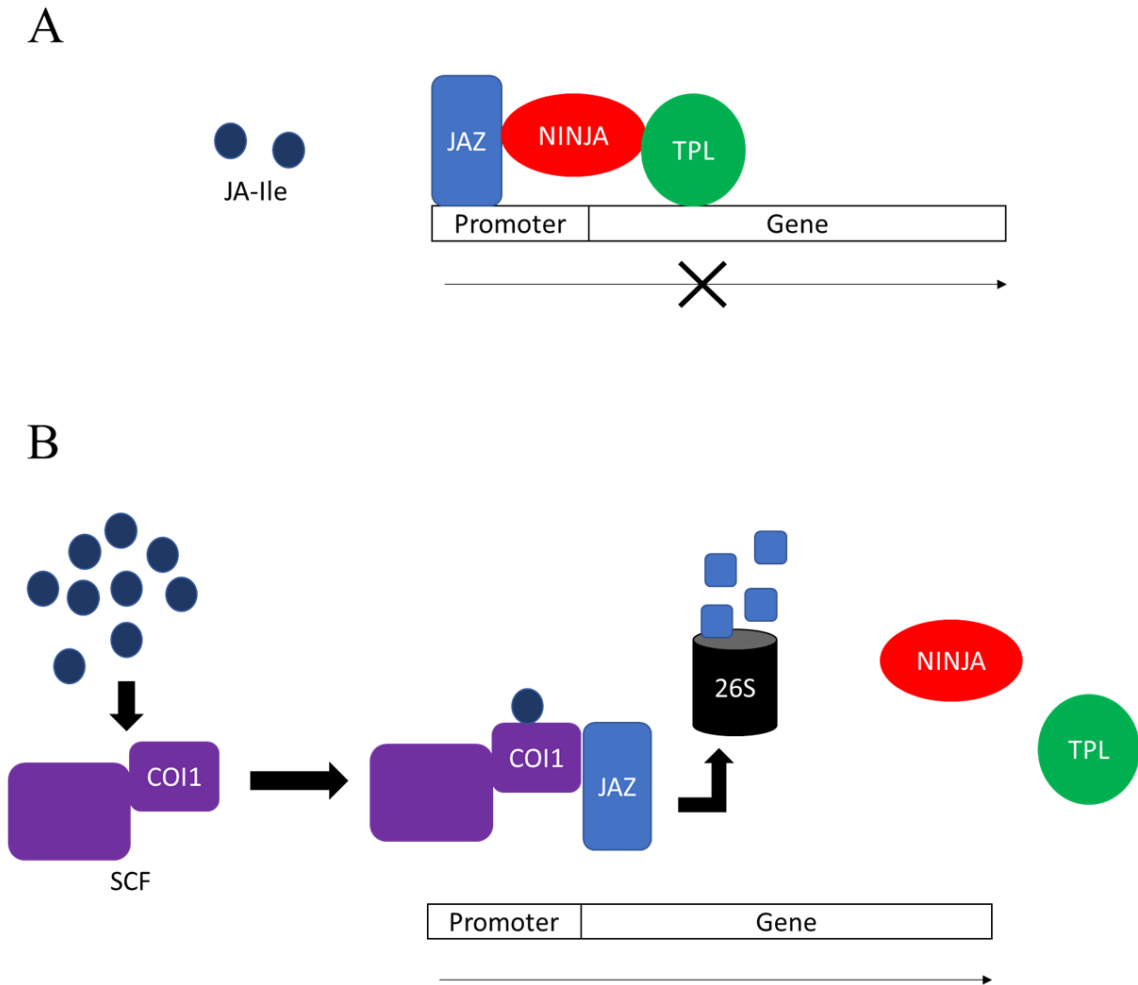 A
JAZ
NINJA
TPL
JA-Ile
Promoter
Gene
B
26S
NINJA
TPL
COI1
COI1
JAZ
SCF
Promoter
Gene